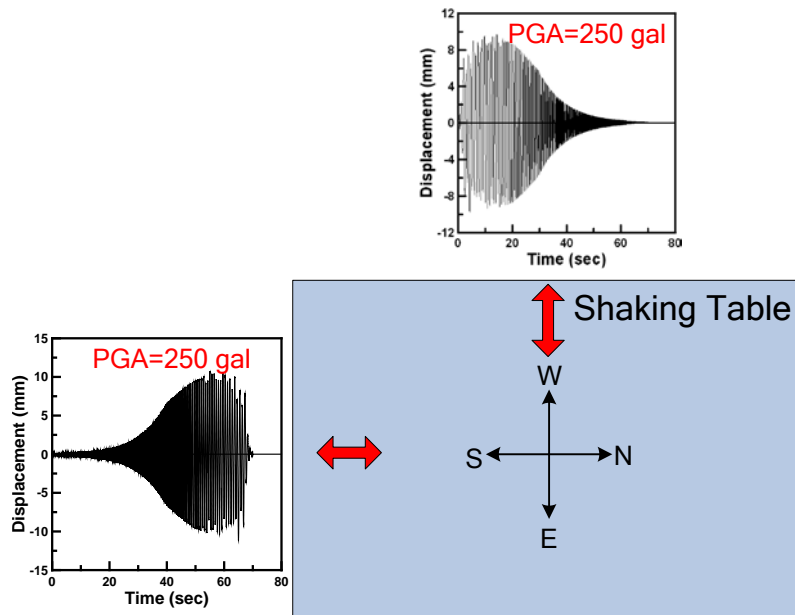 PGA=250 gal
Displacement (mm)
12
8
4
0
-4
-8
-12
0 20 40 60 80
Time (sec)
Shaking Table
W
S N
E
PGA=250 gal
Displacement (mm)
15
10
5
0
-5
-10
-15
0 20 40 60 80
Time (sec)